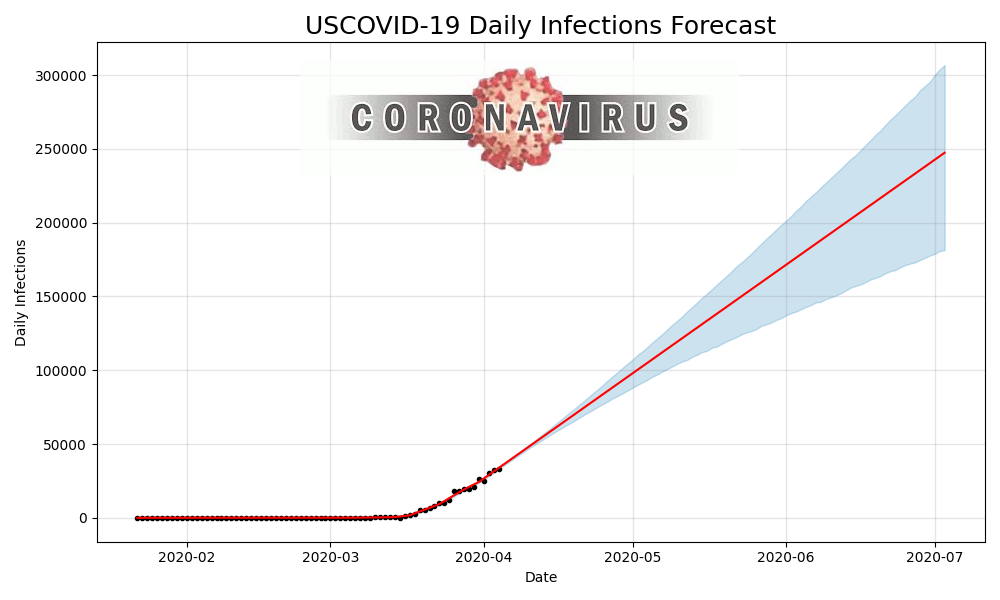 USCOVID-19 Daily Infections Forecast
CORONAVIRUS
300000
250000
200000
150000
100000
50000
0
Daily Infections
2020-02 2020-03 2020-04 2020-05 2020-06 2020-07
Date